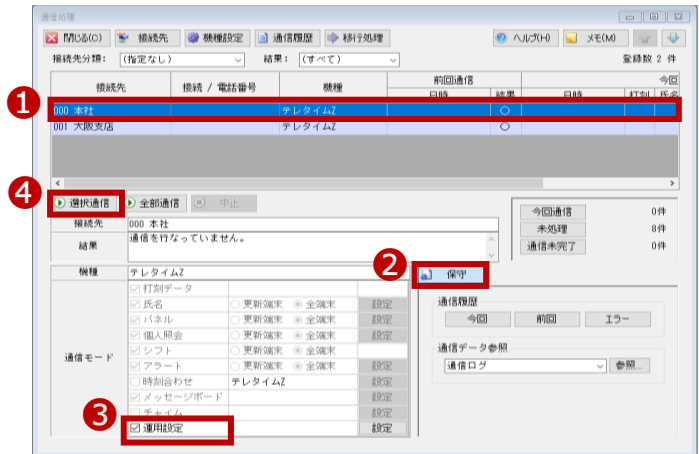 通信処理
閉じる(C) 接続先 機種設定 通信履歴 移行処理 ヘルプ(H) メモ(M)
接続先分類: (指定なし) 結果: (すべて) 登録数 2 件
接続先 接続 / 電話番号 機種 前回通信 今回
日時 結果 日時 打刻 氏名
1
000 本社 テレタイムZ ○
001 大阪支店 テレタイムZ ○
4
選択通信 全部通信 中止
接続先 000 本社
結果 通信を行なっていません。
今回通信 0件
未処理 8件
通信未完了 0件
2
機種 テレタイムZ
保守
通信モード
打刻データ
氏名 更新端末 全端末 設定
パネル 更新端末 全端末 設定
個人照会 更新端末 全端末 設定
シフト 更新端末 全端末
アラート 更新端末 全端末 設定
時刻合わせ テレタイムZ 設定
メッセージボード 設定
チャイム 設定
3
運用設定 設定
通信履歴
今回 前回 エラー
通信データ参照
通信ログ 参照...